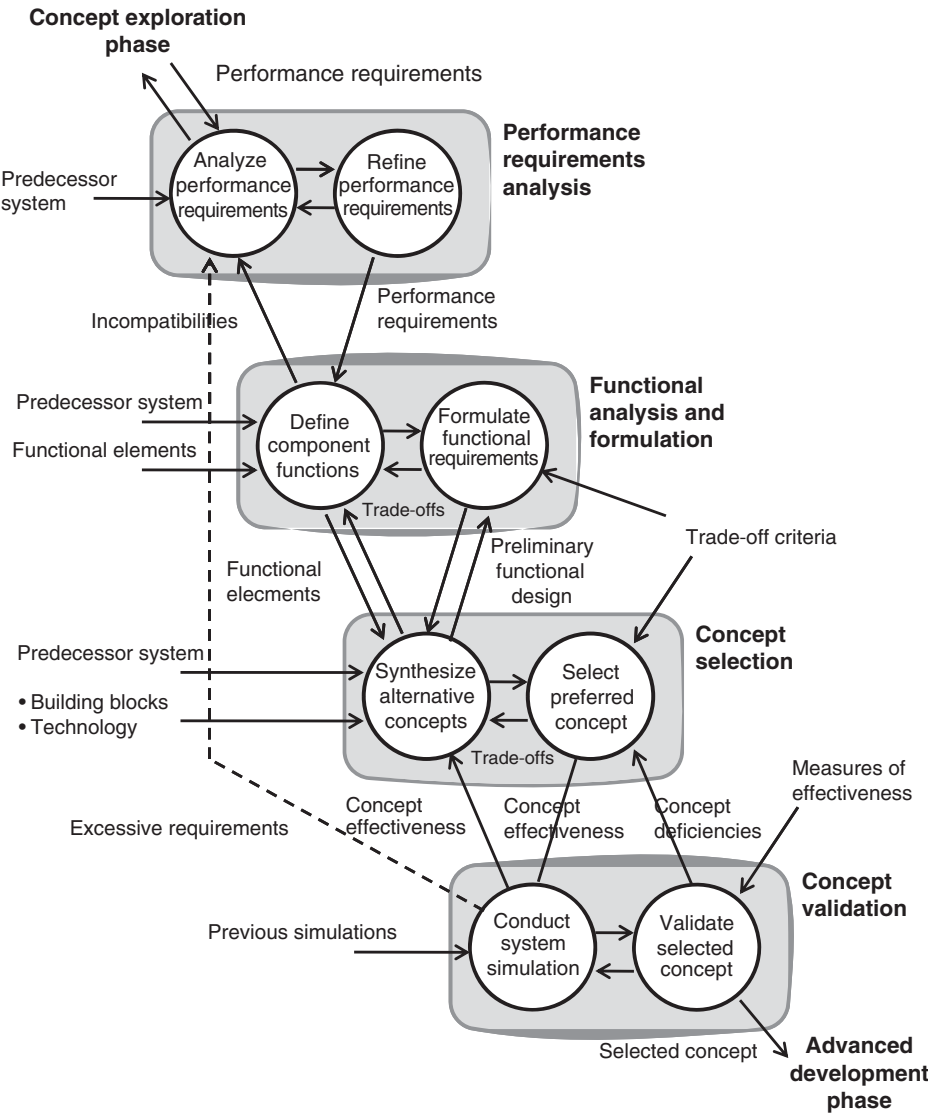 Concept exploration
phase
Performance requirements
Performance
requirements
analysis
Analyze
performance
requirements
Refine
performance
requirements
Predecessor
system
Incompatibilities
Performance
requirements
Functional
analysis and
formulation
Predecessor system
Functional elements
Define
component
functions
Formulate
functional
requirements
Trade-offs
Trade-off criteria
Functional
elecments
Preliminary
functional
design
Concept
selection
Predecessor system
• Building blocks
• Technology
Synthesize
alternative
concepts
Select
preferred
concept
Trade-offs
Measures of
effectiveness
Excessive requirements
Concept
effectiveness
Concept
effectiveness
Concept
deficiencies
Concept
validation
Previous simulations
Conduct
system
simulation
Validate
selected
concept
Selected concept
Advanced
development
phase